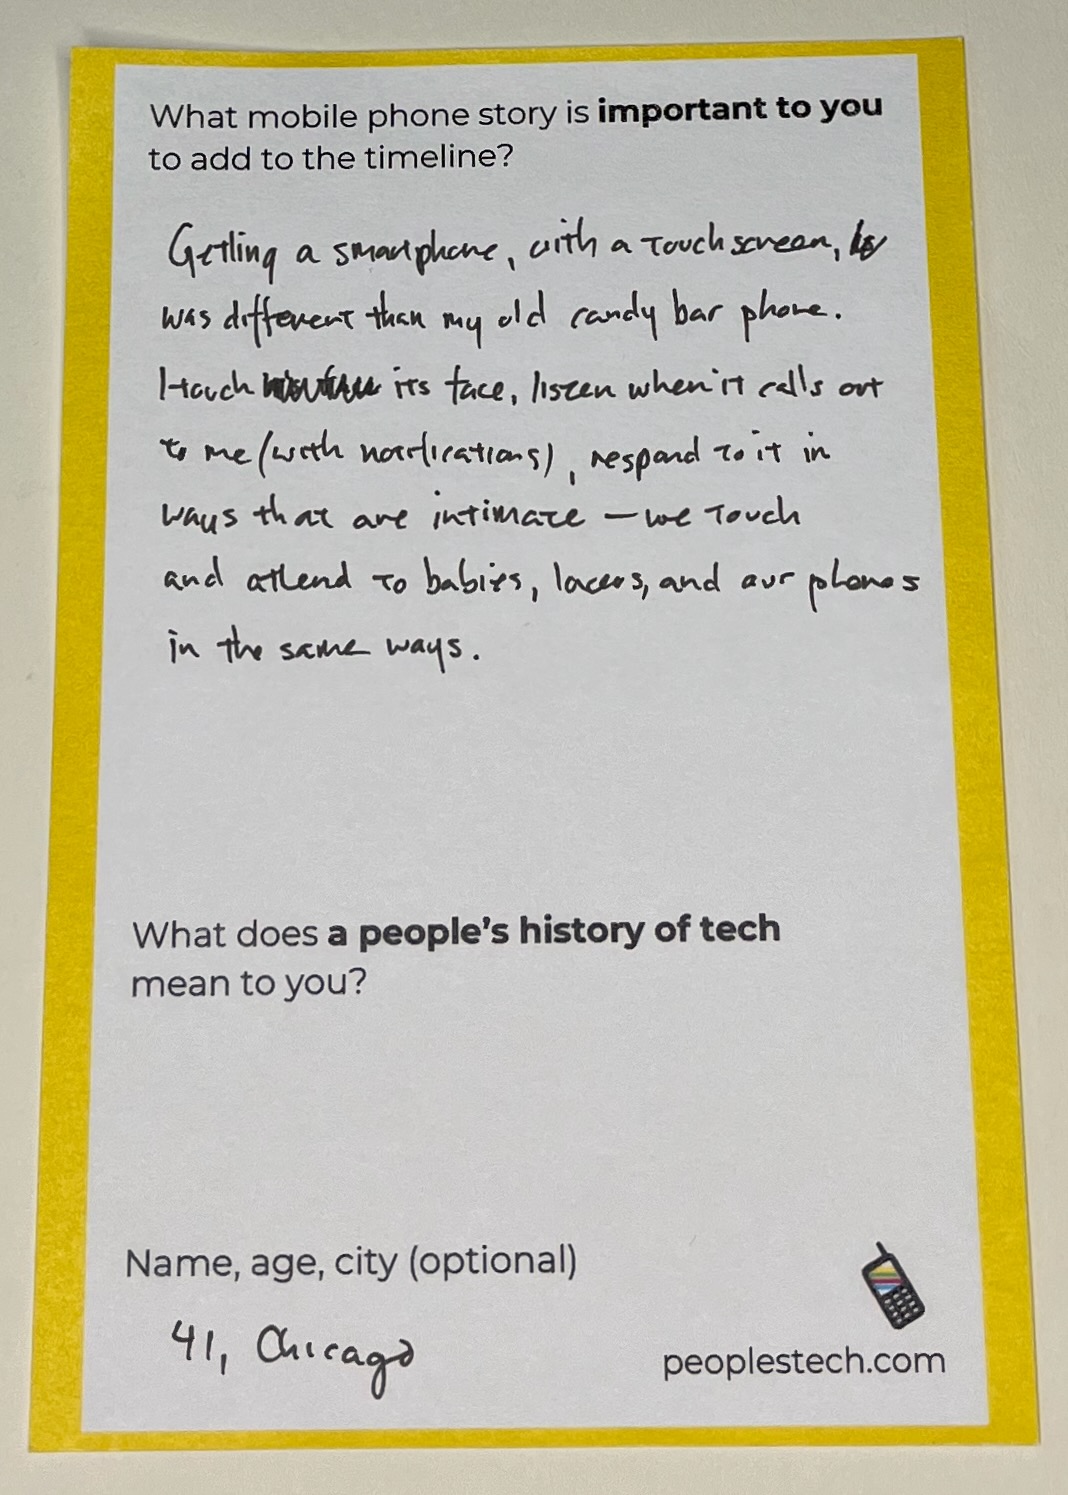 What mobile phone story is important to you
to add to the timeline?
Getting a smartphone, with a touchscreen,
was different than my old candy bar phone.
I touch its face, listen when it calls out
to me (with notifications), respond to it in
ways that are intimate – we touch
and attend to babies, lovers, and our phones
in the same ways.
What does a people's history of tech
mean to you?
Name, age, city (optional)
41, Chicago
peoplestech.com